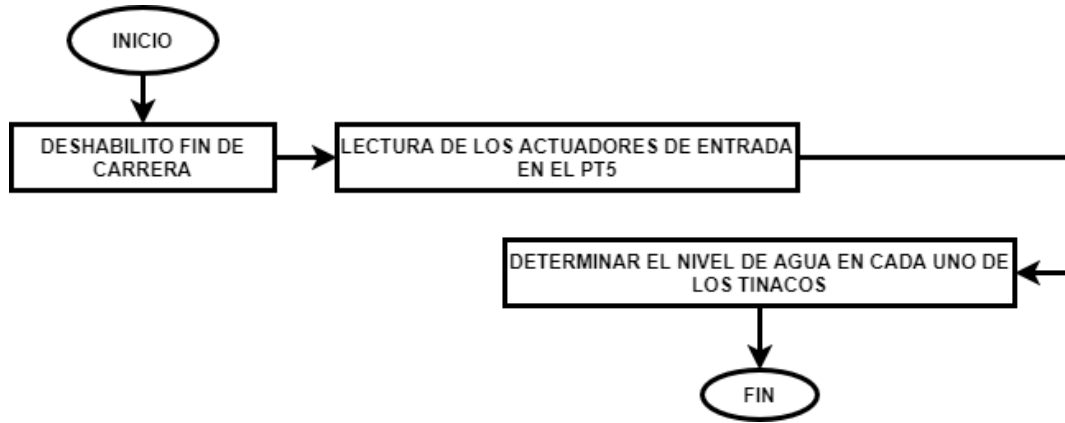 INICIO
DESHABILITO FIN DE
CARRERA
LECTURA DE LOS ACTUADORES DE ENTRADA
EN EL PT5
DETERMINAR EL NIVEL DE AGUA EN CADA UNO DE
LOS TINACOS
FIN